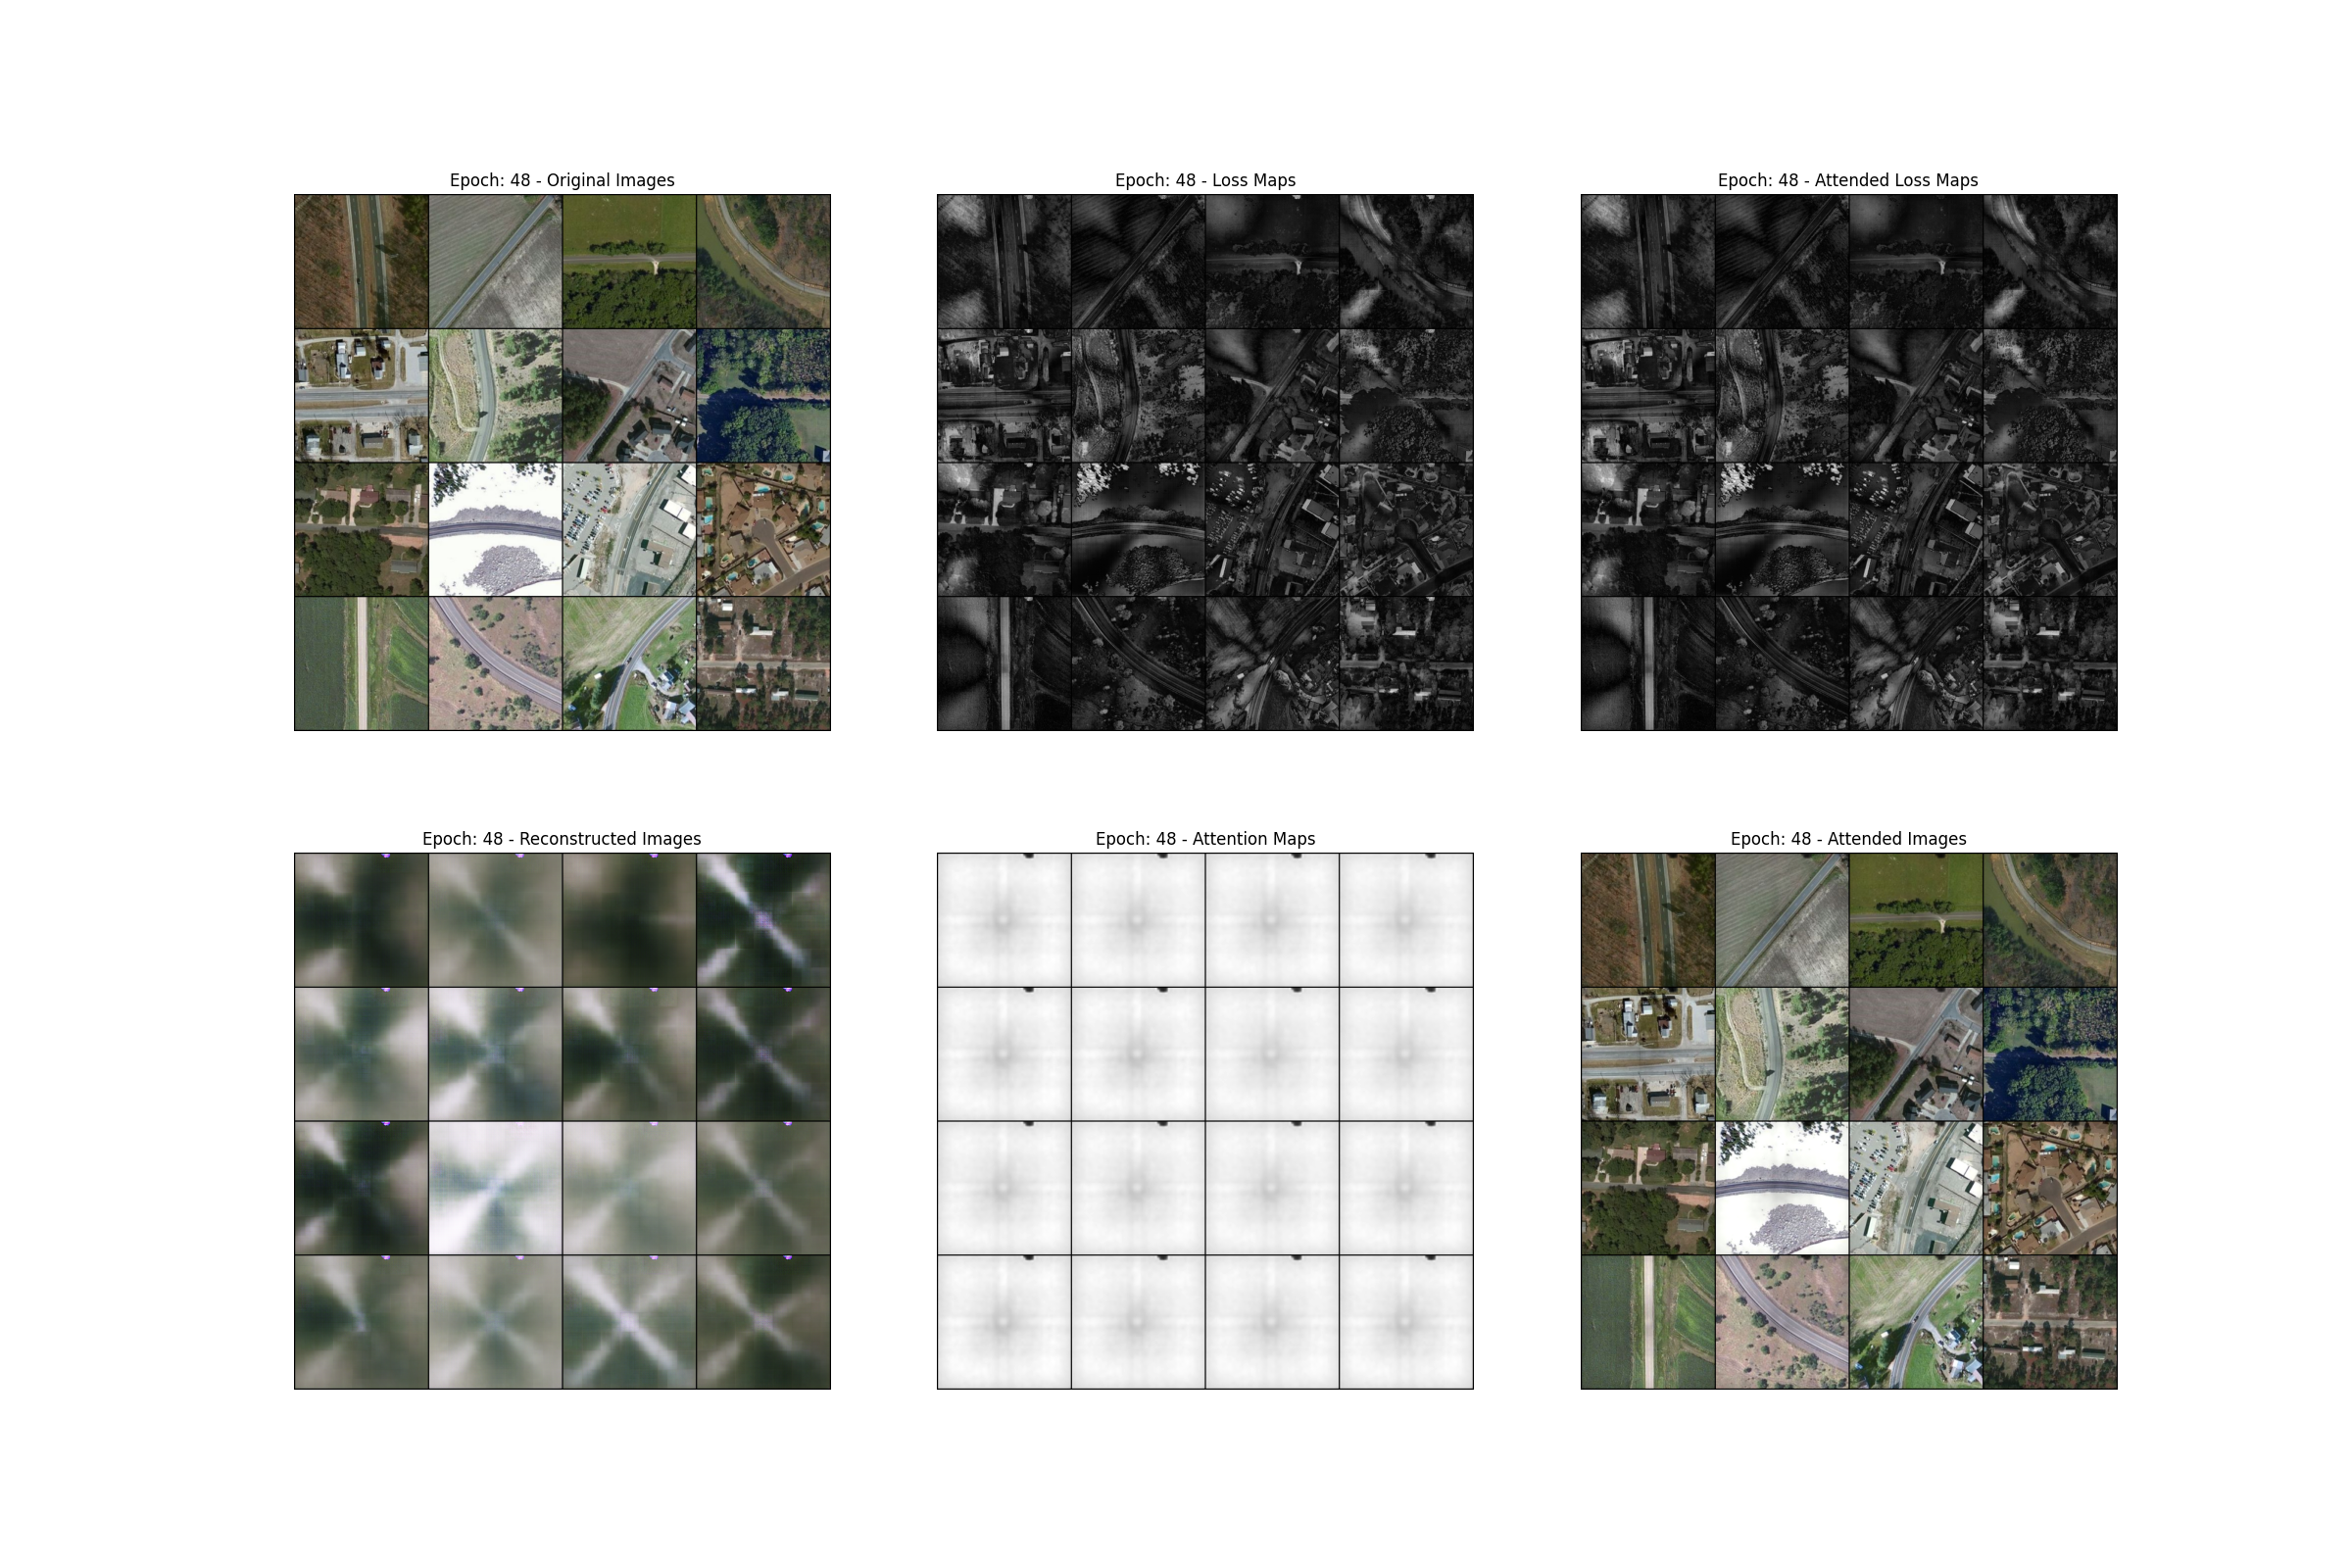 Epoch: 48 - Original Images
Epoch: 48 - Loss Maps
Epoch: 48 - Attended Loss Maps
Epoch: 48 - Reconstructed Images
Epoch: 48 - Attention Maps
Epoch: 48 - Attended Images